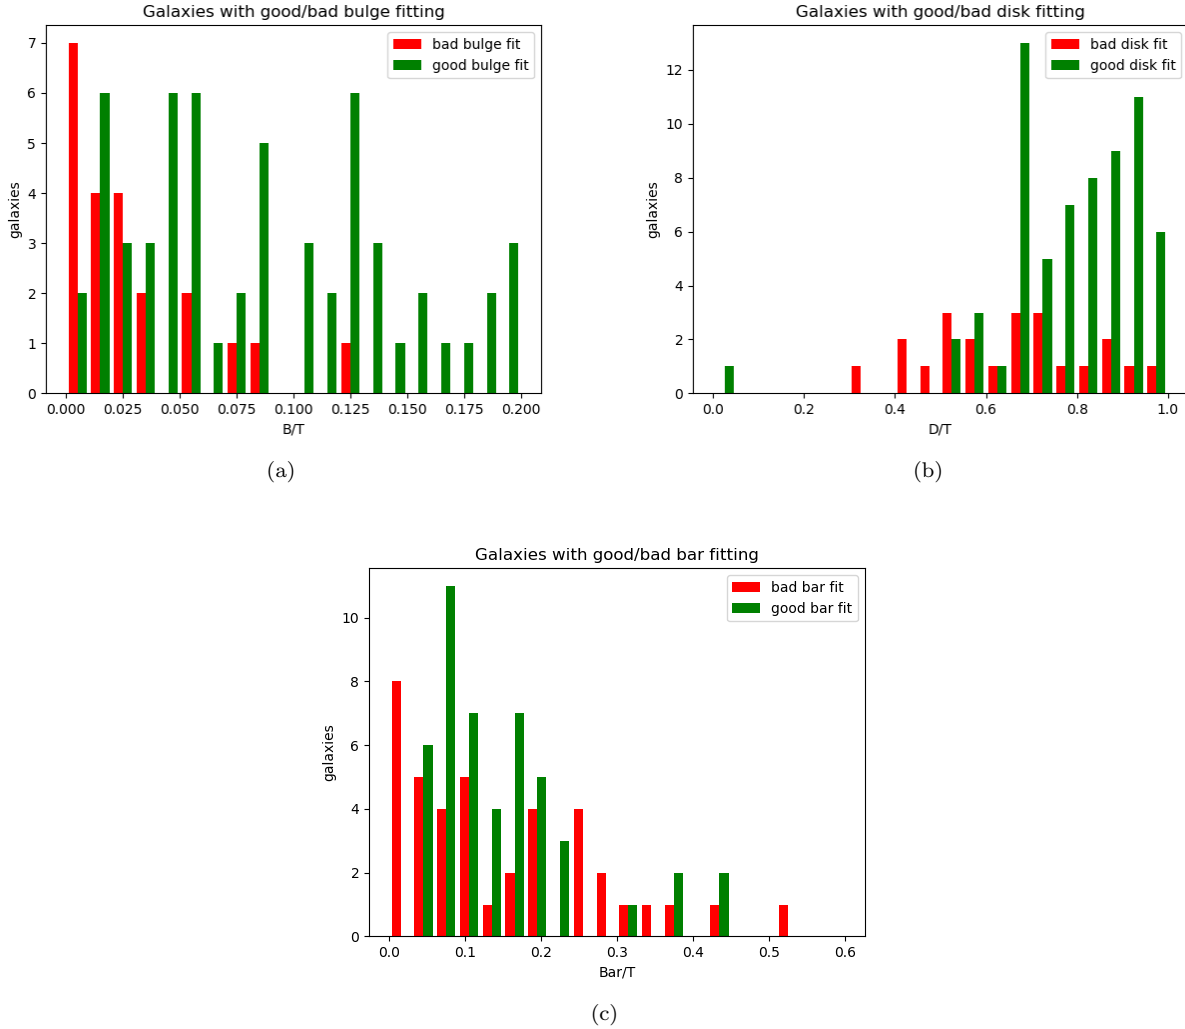 Galaxies with good/bad bulge fitting
bad bulge fit
good bulge fit
7
6
5
4
3
2
1
0
galaxies
0.000 0.025 0.050 0.075 0.100 0.125 0.150 0.175 0.200
B/T
(a)
Galaxies with good/bad disk fitting
bad disk fit
good disk fit
12
10
8
6
4
2
0
galaxies
0.0 0.2 0.4 0.6 0.8 1.0
D/T
(b)
Galaxies with good/bad bar fitting
bad bar fit
good bar fit
10
8
6
4
2
0
galaxies
0.0 0.1 0.2 0.3 0.4 0.5 0.6
Bar/T
(c)